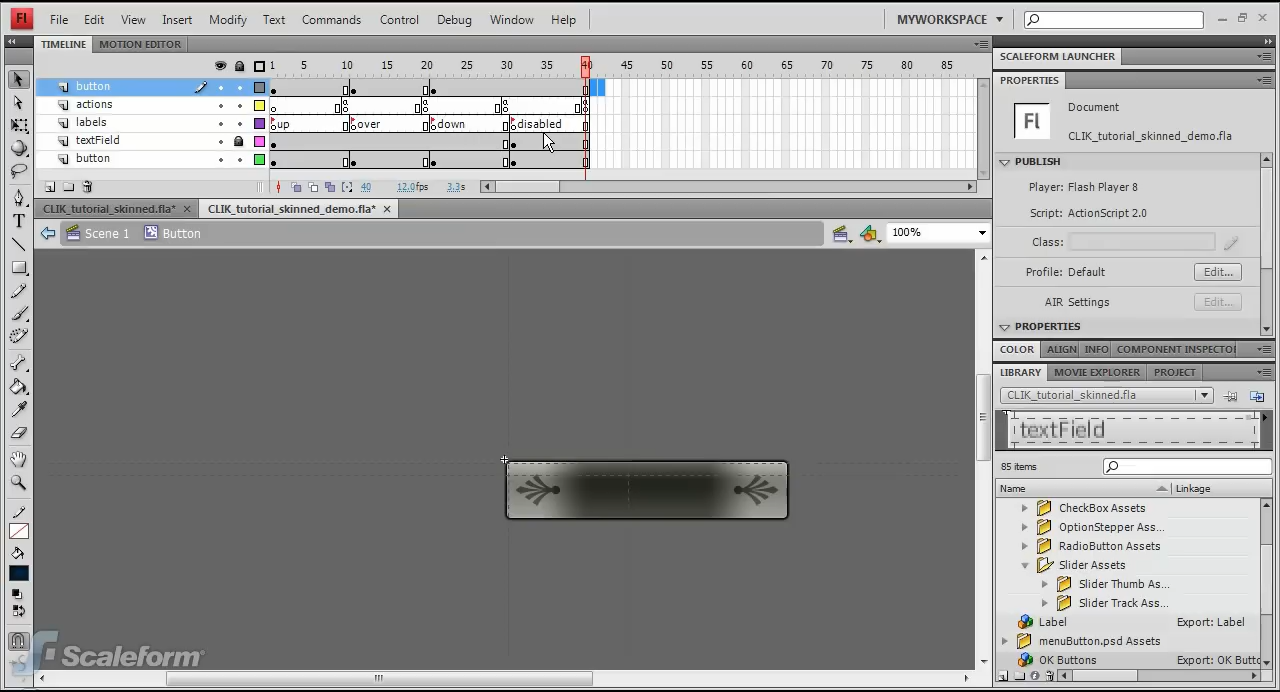 Fl File Edit View Insert Modify Text Commands Control Debug Window Help MYWORKSPACE
TIMELINE MOTION EDITOR
1 5 10 15 20 25 30 35 40 45 50 55 60 65 70 75 80 85
button
actions
labels up over down disabled
textField
button
40 12.0fps 3.3s
CLIK_tutorial_skinned.fla* CLIK_tutorial_skinned_demo.fla*
Scene 1 Button 100%
T
Scaleform
SCALEFORM LAUNCHER
PROPERTIES
Fl
Document
CLIK_tutorial_skinned_demo.fla
PUBLISH
Player: Flash Player 8
Script: ActionScript 2.0
Class:
Profile: Default Edit...
AIR Settings Edit...
PROPERTIES
COLOR ALIGN INFO COMPONENT INSPECTO
LIBRARY MOVIE EXPLORER PROJECT
CLIK_tutorial_skinned.fla
textField
85 items
Name Linkage
CheckBox Assets
OptionStepper Ass...
RadioButton Assets
Slider Assets
Slider Thumb As...
Slider Track Ass...
Label Export: Label
menuButton.psd Assets
OK Buttons Export: OK Butto